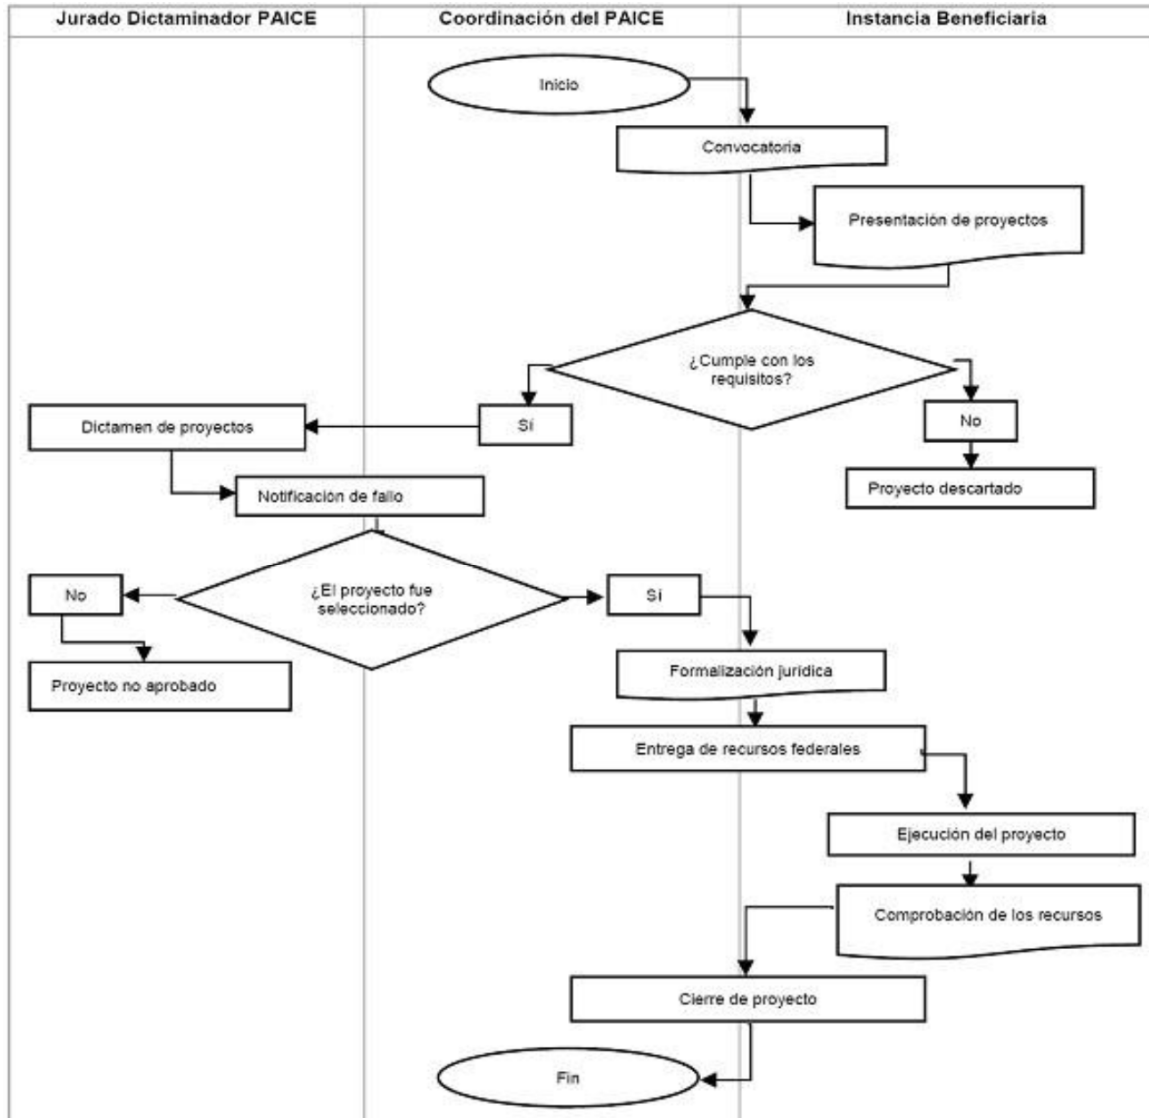 Jurado Dictaminador PAICE
Coordinación del PAICE
Instancia Beneficiaria
Inicio
Convocatoria
Presentación de proyectos
¿Cumple con los
requisitos?
Sí
No
Dictamen de proyectos
Proyecto descartado
Notificación de fallo
¿El proyecto fue
seleccionado?
No
Sí
Proyecto no aprobado
Formalización jurídica
Entrega de recursos federales
Ejecución del proyecto
Comprobación de los recursos
Cierre de proyecto
Fin